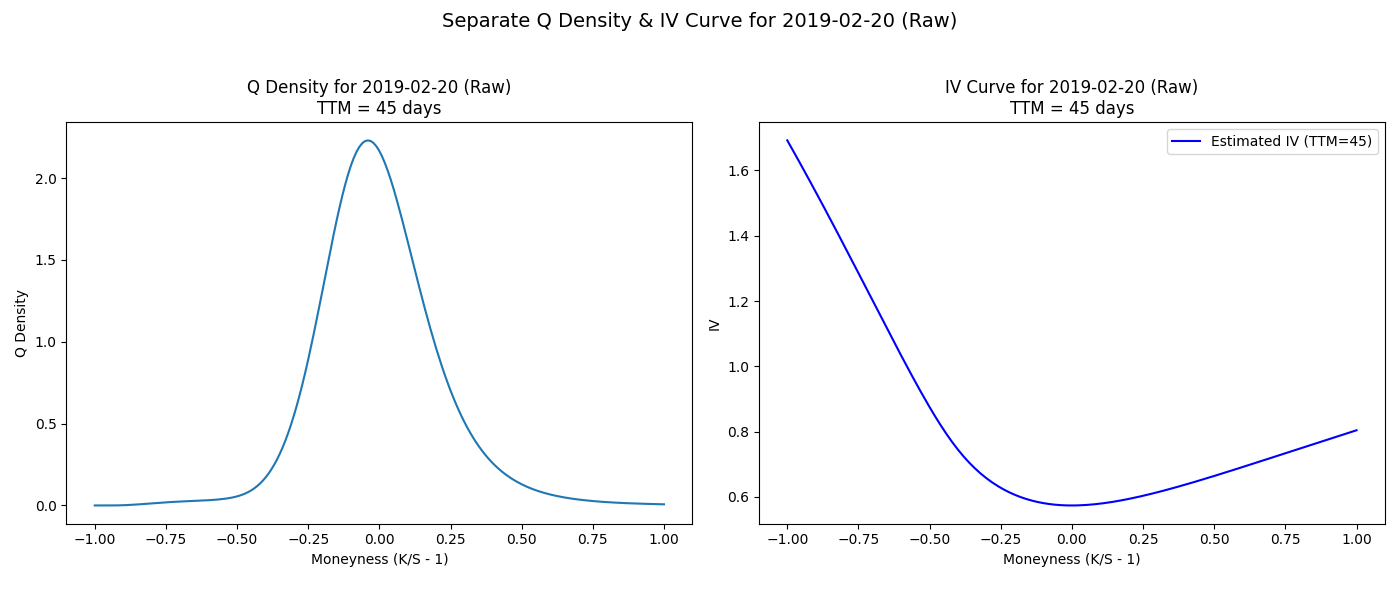 Separate Q Density & IV Curve for 2019-02-20 (Raw)
Q Density for 2019-02-20 (Raw)
TTM = 45 days
Q Density
2.0
1.5
1.0
0.5
0.0
−1.00 −0.75 −0.50 −0.25 0.00 0.25 0.50 0.75 1.00
Moneyness (K/S - 1)
IV Curve for 2019-02-20 (Raw)
TTM = 45 days
Estimated IV (TTM=45)
IV
1.6
1.4
1.2
1.0
0.8
0.6
−1.00 −0.75 −0.50 −0.25 0.00 0.25 0.50 0.75 1.00
Moneyness (K/S - 1)